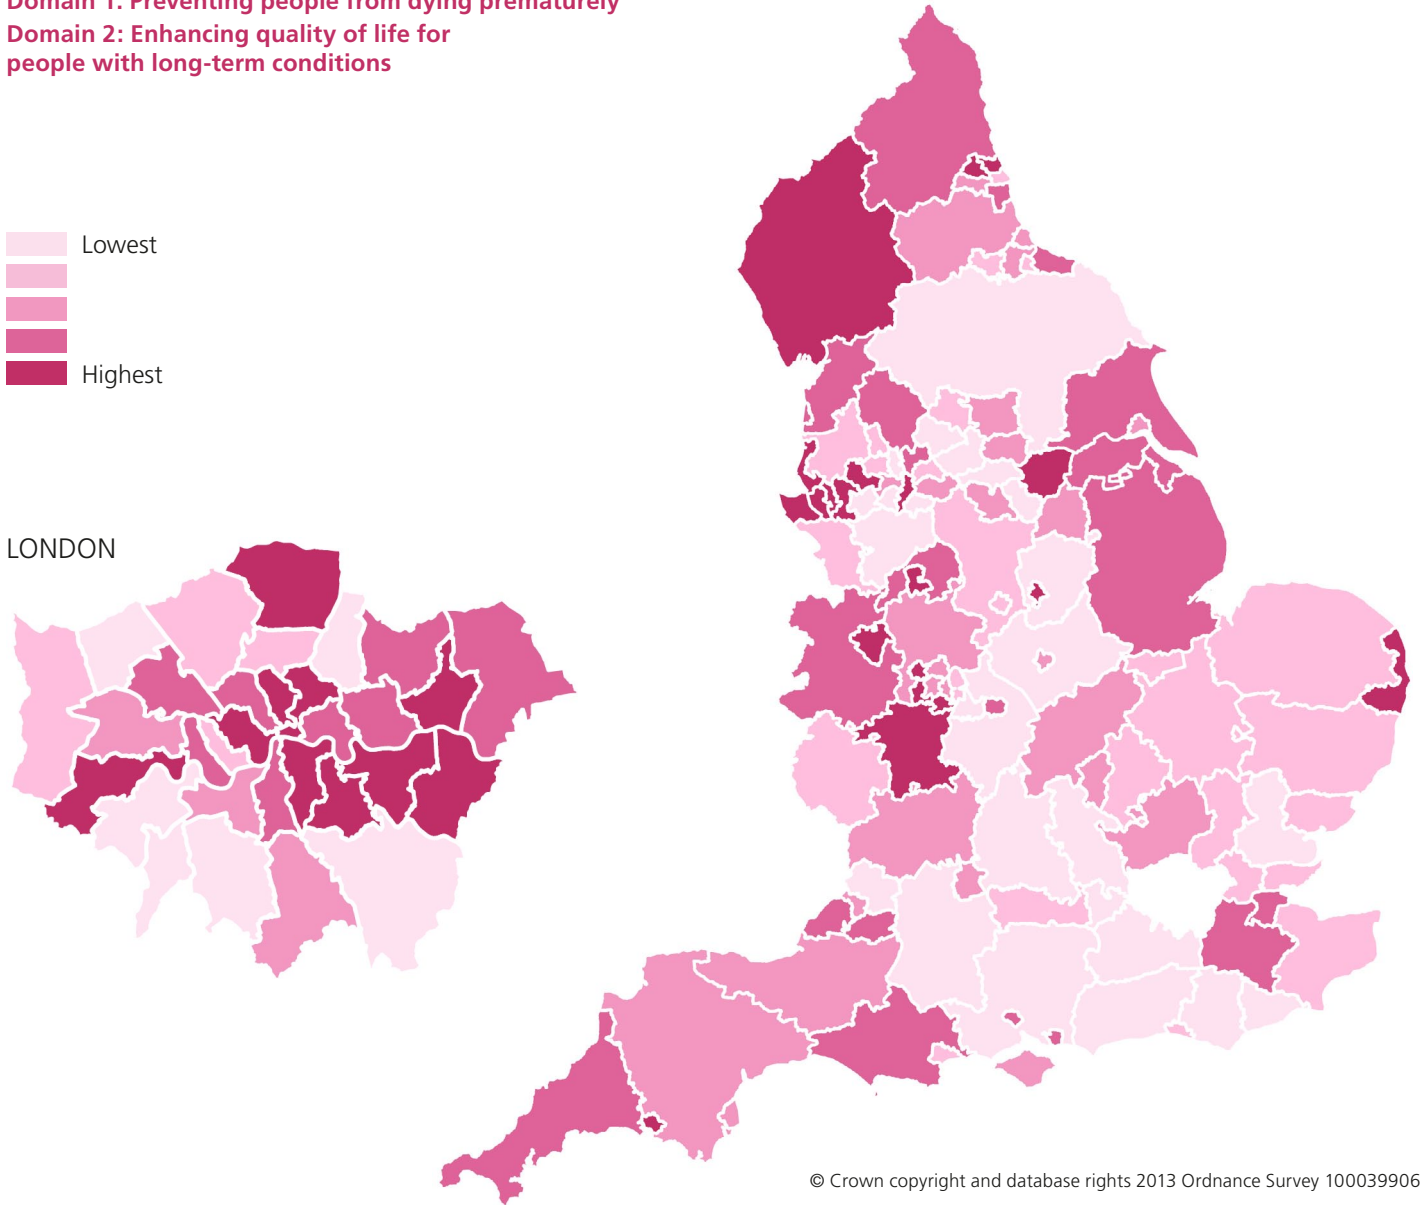 Domain 1: Preventing people from dying prematurely
Domain 2: Enhancing quality of life for
people with long-term conditions
Lowest
Highest
LONDON
© Crown copyright and database rights 2013 Ordnance Survey 100039906